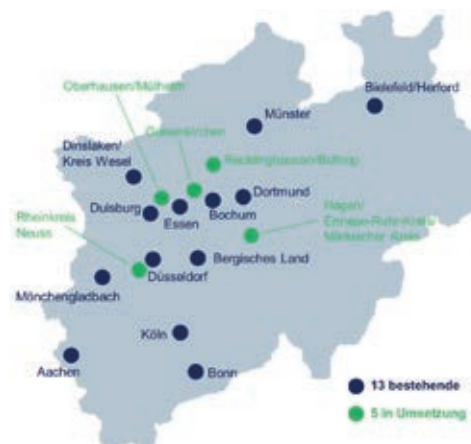 Oberhausen/Mülheim
Bielefeld/Herford
Münster
Gelsenkirchen
Dinslaken/
Kreis Wesel
Recklinghausen/Bottrop
Dortmund
Duisburg
Essen
Bochum
Hagen/
Ennepe-Ruhr-Kreis/
Märkischer Kreis
Rheinkreis
Neuss
Bergisches Land
Düsseldorf
Mönchengladbach
Köln
Aachen
Bonn
13 bestehende
5 in Umsetzung